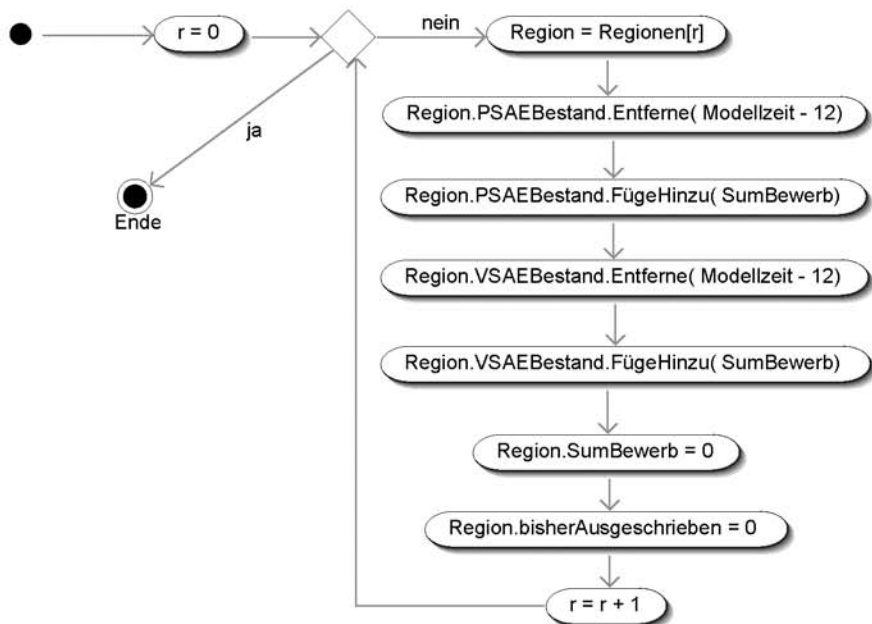 r = 0
nein
Region = Regionen[r]
Region.PSAEBestand.Entferne( Modellzeit - 12)
ja
Region.PSAEBestand.FügeHinzu( SumBewerb)
Ende
Region.VSAEBestand.Entferne( Modellzeit - 12)
Region.VSAEBestand.FügeHinzu( SumBewerb)
Region.SumBewerb = 0
Region.bisherAusgeschrieben = 0
r = r + 1